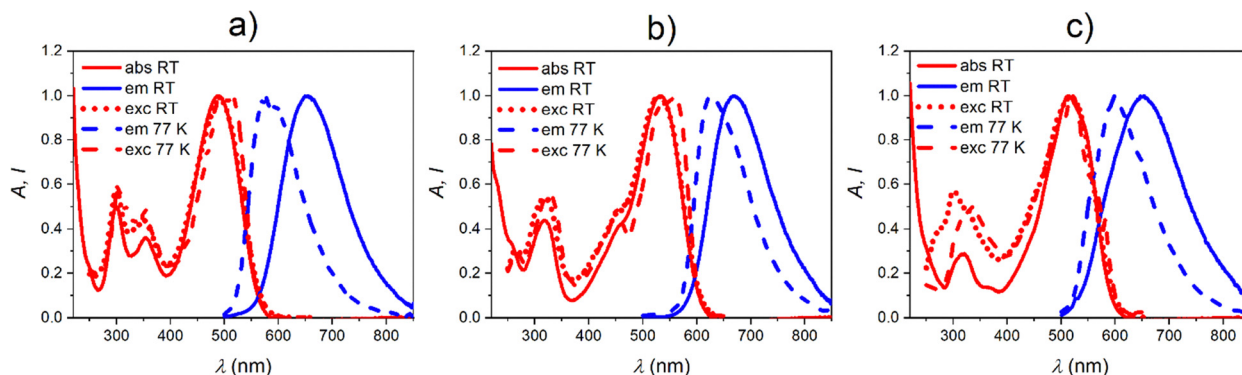 a)
1.2
1.0
0.8
0.6
0.4
0.2
0.0
A, I
abs RT
em RT
exc RT
em 77 K
exc 77 K
300 400 500 600 700 800
λ (nm)
b)
1.2
1.0
0.8
0.6
0.4
0.2
0.0
A, I
abs RT
em RT
exc RT
em 77 K
exc 77 K
300 400 500 600 700 800
λ (nm)
c)
1.2
1.0
0.8
0.6
0.4
0.2
0.0
A, I
abs RT
em RT
exc RT
em 77 K
exc 77 K
300 400 500 600 700 800
λ (nm)